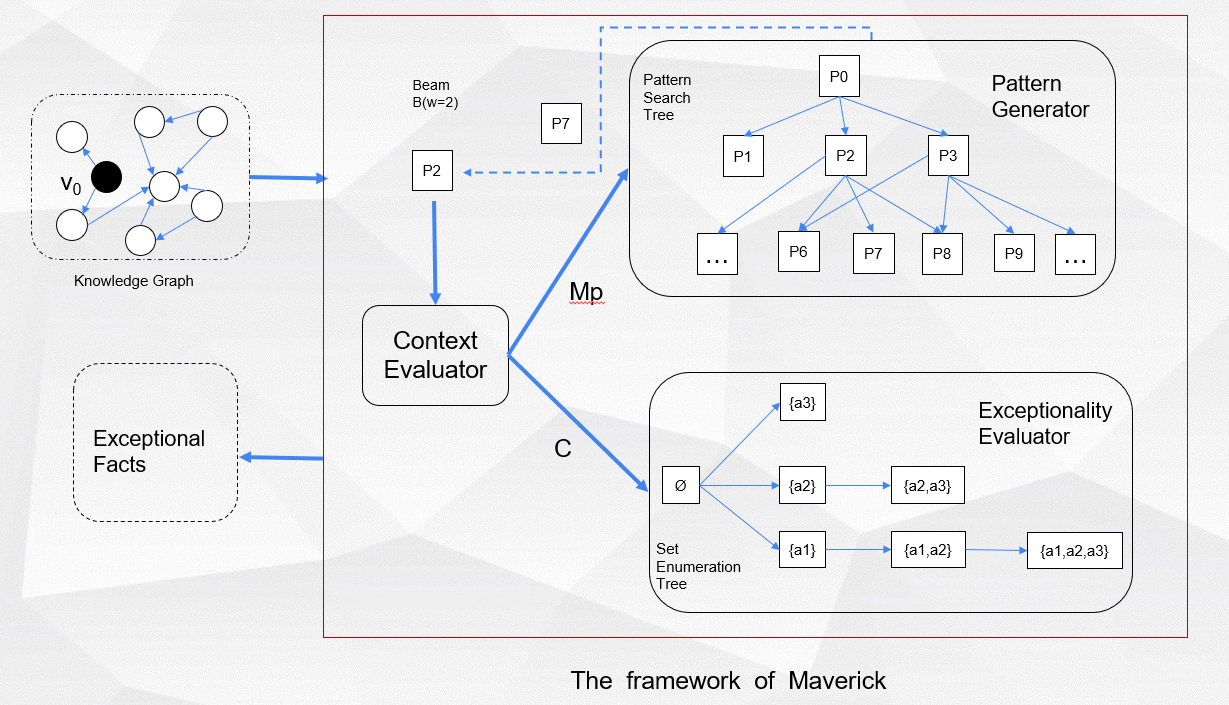 v0
Knowledge Graph
Beam
B(w=2)
P7
P2
Pattern
Search
Tree
Pattern
Generator
P0
P1
P2
P3
...
P6
P7
P8
P9
...
Mp
Context
Evaluator
C
Exceptional
Facts
Exceptionality
Evaluator
{a3}
Ø
{a2}
{a2,a3}
{a1}
{a1,a2}
{a1,a2,a3}
Set
Enumeration
Tree
The framework of Maverick